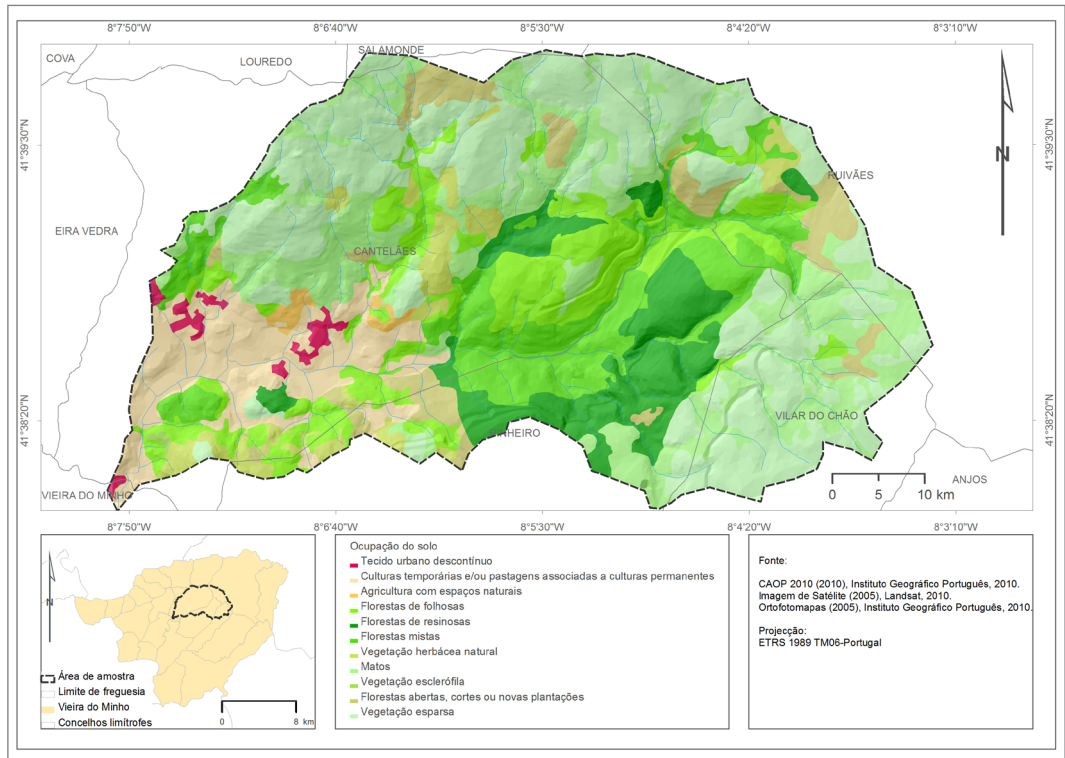 8°7'50"W 8°6'40"W 8°5'30"W 8°4'20"W 8°3'10"W
SALAMONDE
COVA
LOUREDO
41°39'30"N
41°39'30"N
N
RUIVÃES
EIRA VEDRA
CANTELÃES
41°38'20"N
41°38'20"N
VILAR DO CHÃO
INHEIRO
ANJOS
VIEIRA DO MINHO
0 5 10 km
8°7'50"W 8°6'40"W 8°5'30"W 8°4'20"W 8°3'10"W
N
Área de amostra
Limite de freguesia
Vieira do Minho
Concelhos limítrofes
0 8 km
Ocupação do solo
Tecido urbano descontínuo
Culturas temporárias e/ou pastagens associadas a culturas permanentes
Agricultura com espaços naturais
Florestas de folhosas
Florestas de resinosas
Florestas mistas
Vegetação herbácea natural
Matos
Vegetação esclerófila
Florestas abertas, cortes ou novas plantações
Vegetação esparsa
Fonte:
CAOP 2010 (2010), Instituto Geográfico Português, 2010.
Imagem de Satélite (2005), Landsat, 2010.
Ortofotomapas (2005), Instituto Geográfico Português, 2010.
Projecção:
ETRS 1989 TM06-Portugal